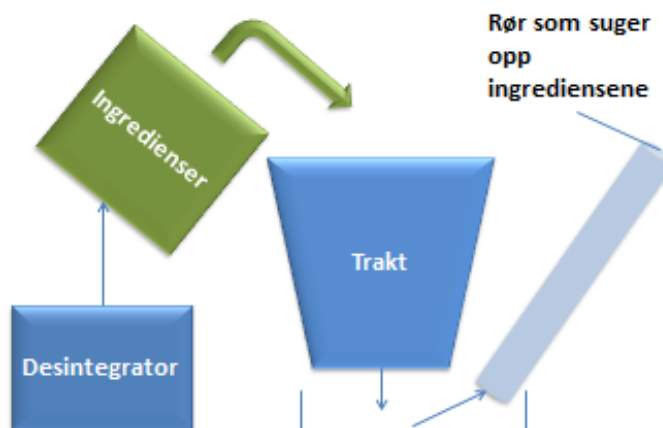 Rør som suger
opp
ingrediensene
Ingredienser
Trakt
Desintegrator